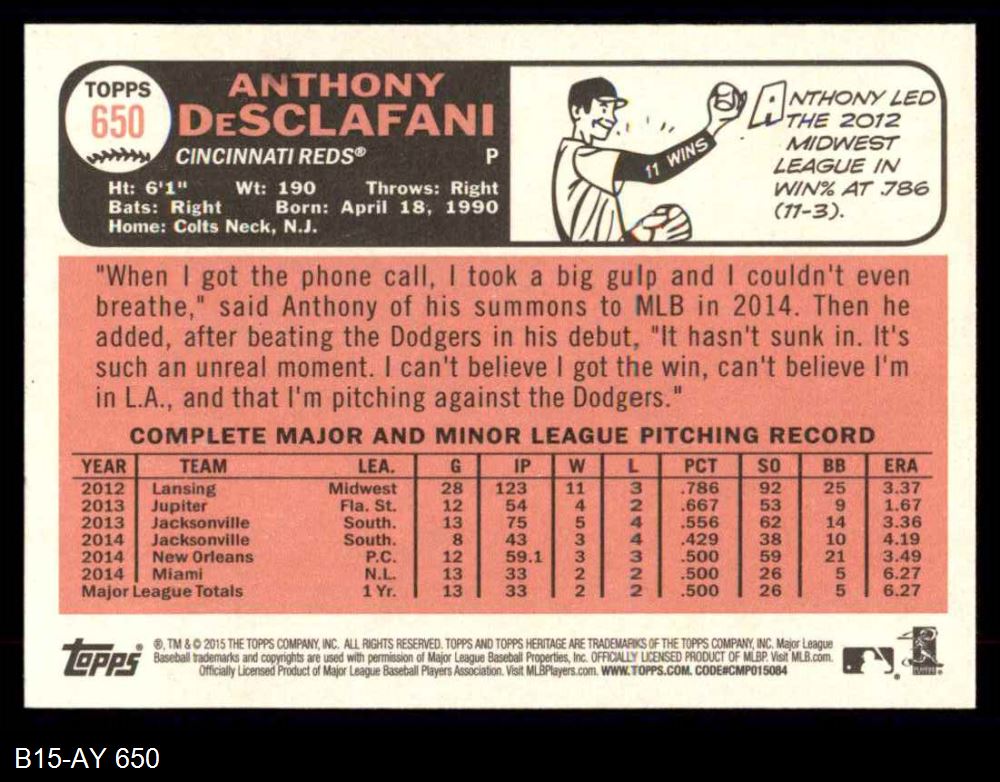 TOPPS
650
ANTHONY
DeSCLAFANI
CINCINNATI REDS® P
Ht: 6'1" Wt: 190 Throws: Right
Bats: Right Born: April 18, 1990
Home: Colts Neck, N.J.
11 WINS
ANTHONY LED
THE 2012
MIDWEST
LEAGUE IN
WIN% AT .786
(11-3).
"When I got the phone call, I took a big gulp and I couldn't even
breathe," said Anthony of his summons to MLB in 2014. Then he
added, after beating the Dodgers in his debut, "It hasn't sunk in. It's
such an unreal moment. I can't believe I got the win, can't believe I'm
in L.A., and that I'm pitching against the Dodgers."
COMPLETE MAJOR AND MINOR LEAGUE PITCHING RECORD
YEAR TEAM LEA. G IP W L PCT SO BB ERA
2012 Lansing Midwest 28 123 11 3 .786 92 25 3.37
2013 Jupiter Fla. St. 12 54 4 2 .667 53 9 1.67
2013 Jacksonville South. 13 75 5 4 .556 62 14 3.36
2014 Jacksonville South. 8 43 3 4 .429 38 10 4.19
2014 New Orleans P.C. 12 59.1 3 3 .500 59 21 3.49
2014 Miami N.L. 13 33 2 2 .500 26 5 6.27
Major League Totals 1 Yr. 13 33 2 2 .500 26 5 6.27
Topps
®, TM & © 2015 THE TOPPS COMPANY, INC. ALL RIGHTS RESERVED. TOPPS AND TOPPS HERITAGE ARE TRADEMARKS OF THE TOPPS COMPANY, INC. Major League
Baseball trademarks and copyrights are used with permission of Major League Baseball Properties, Inc. OFFICIALLY LICENSED PRODUCT OF MLBP. Visit MLB.com.
Officially Licensed Product of Major League Baseball Players Association. Visit MLBPlayers.com. WWW.TOPPS.COM. CODE#CMP015084
B15-AY 650